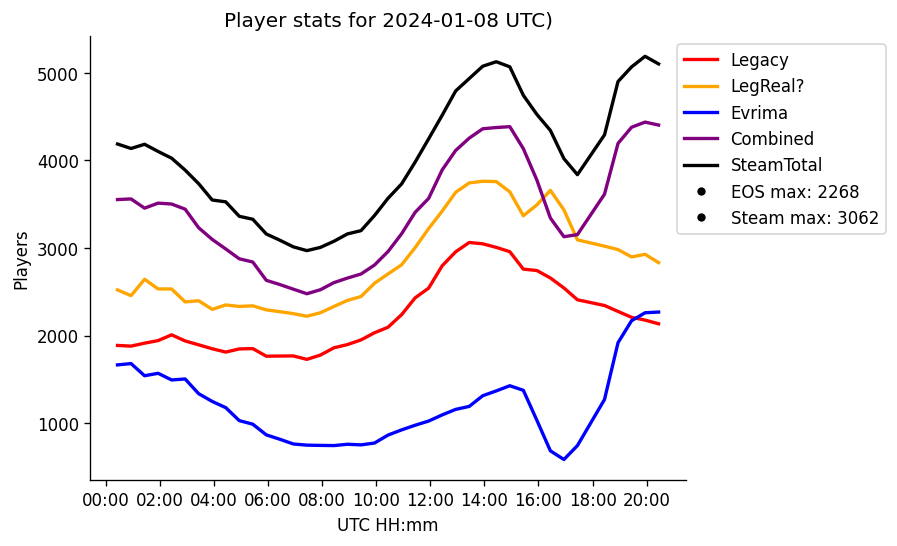 Player stats for 2024-01-08 UTC)
Players
5000
4000
3000
2000
1000
00:00 02:00 04:00 06:00 08:00 10:00 12:00 14:00 16:00 18:00 20:00
UTC HH:mm
Legacy
LegReal?
Evrima
Combined
SteamTotal
EOS max: 2268
Steam max: 3062